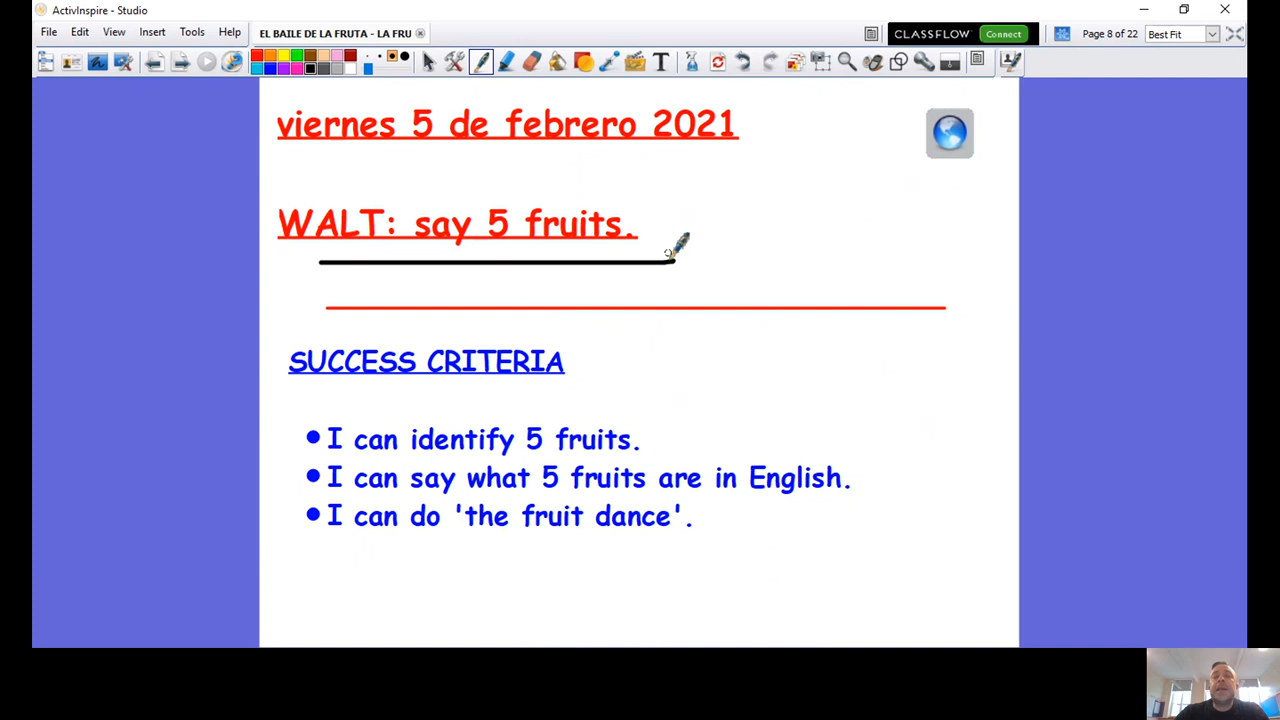 ActivInspire - Studio
File Edit View Insert Tools Help
EL BAILE DE LA FRUTA - LA FRU
CLASSFLOW Connect
Page 8 of 22
Best Fit
viernes 5 de febrero 2021
WALT: say 5 fruits.
SUCCESS CRITERIA
• I can identify 5 fruits.
• I can say what 5 fruits are in English.
• I can do 'the fruit dance'.